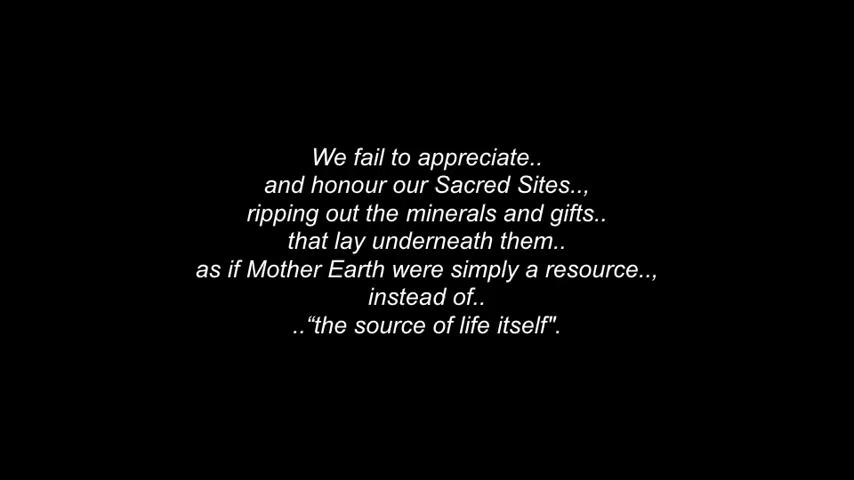 We fail to appreciate..
and honour our Sacred Sites..,
ripping out the minerals and gifts..
that lay underneath them..
as if Mother Earth were simply a resource..,
instead of..
..“the source of life itself".